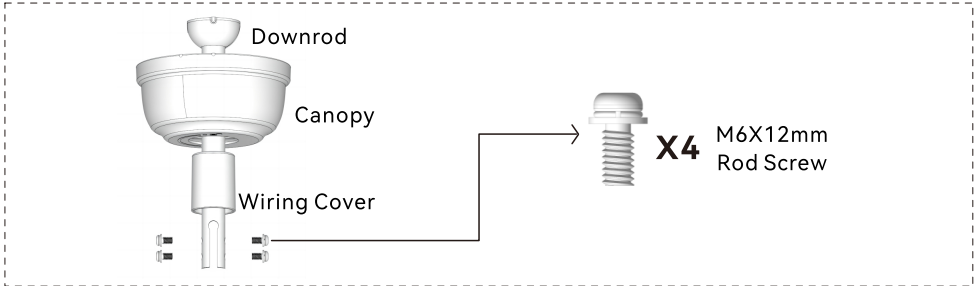 Downrod
Canopy
Wiring Cover
X4
M6X12mm
Rod Screw